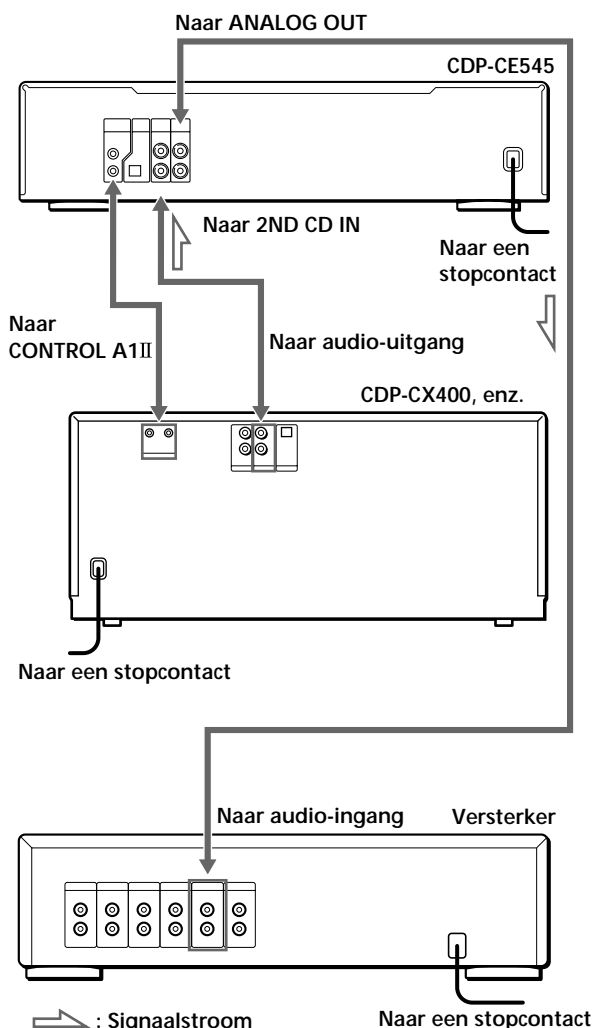 Naar ANALOG OUT
CDP-CE545
Naar 2ND CD IN
Naar een
stopcontact
Naar
CONTROL A1II
Naar audio-uitgang
CDP-CX400, enz.
Naar een stopcontact
Naar audio-ingang
Versterker
: Signaalstroom
Naar een stopcontact